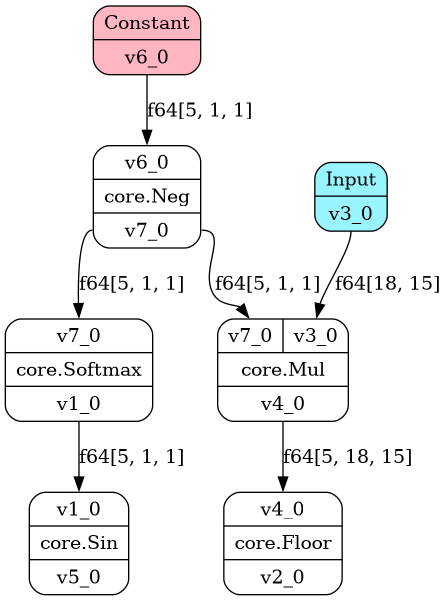 Constant
v6_0
f64[5, 1, 1]
v6_0
core.Neg
v7_0
Input
v3_0
f64[5, 1, 1]
f64[5, 1, 1]
f64[18, 15]
v7_0
core.Softmax
v1_0
v7_0 v3_0
core.Mul
v4_0
f64[5, 1, 1]
f64[5, 18, 15]
v1_0
core.Sin
v5_0
v4_0
core.Floor
v2_0